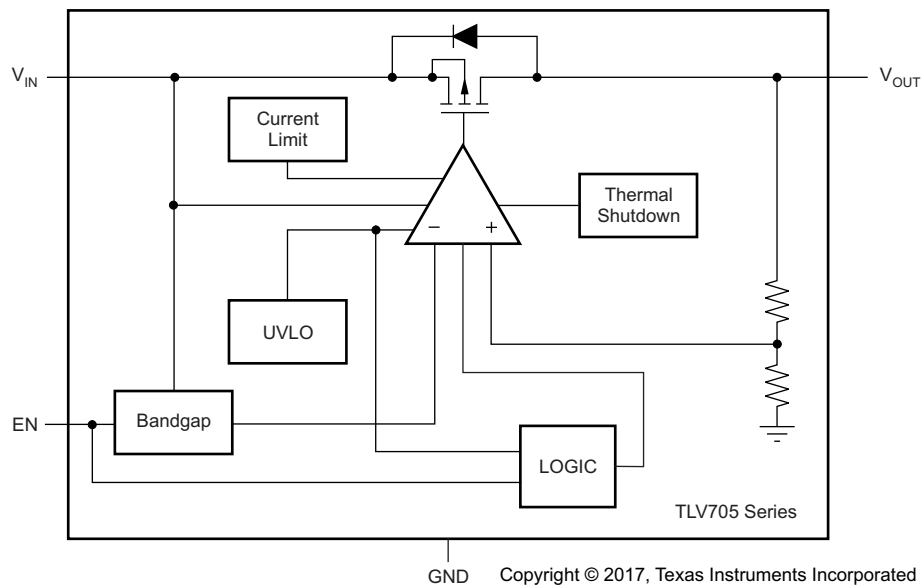 V_IN
V_OUT
Current
Limit
Thermal
Shutdown
−
+
UVLO
EN
Bandgap
LOGIC
TLV705 Series
GND
Copyright © 2017, Texas Instruments Incorporated